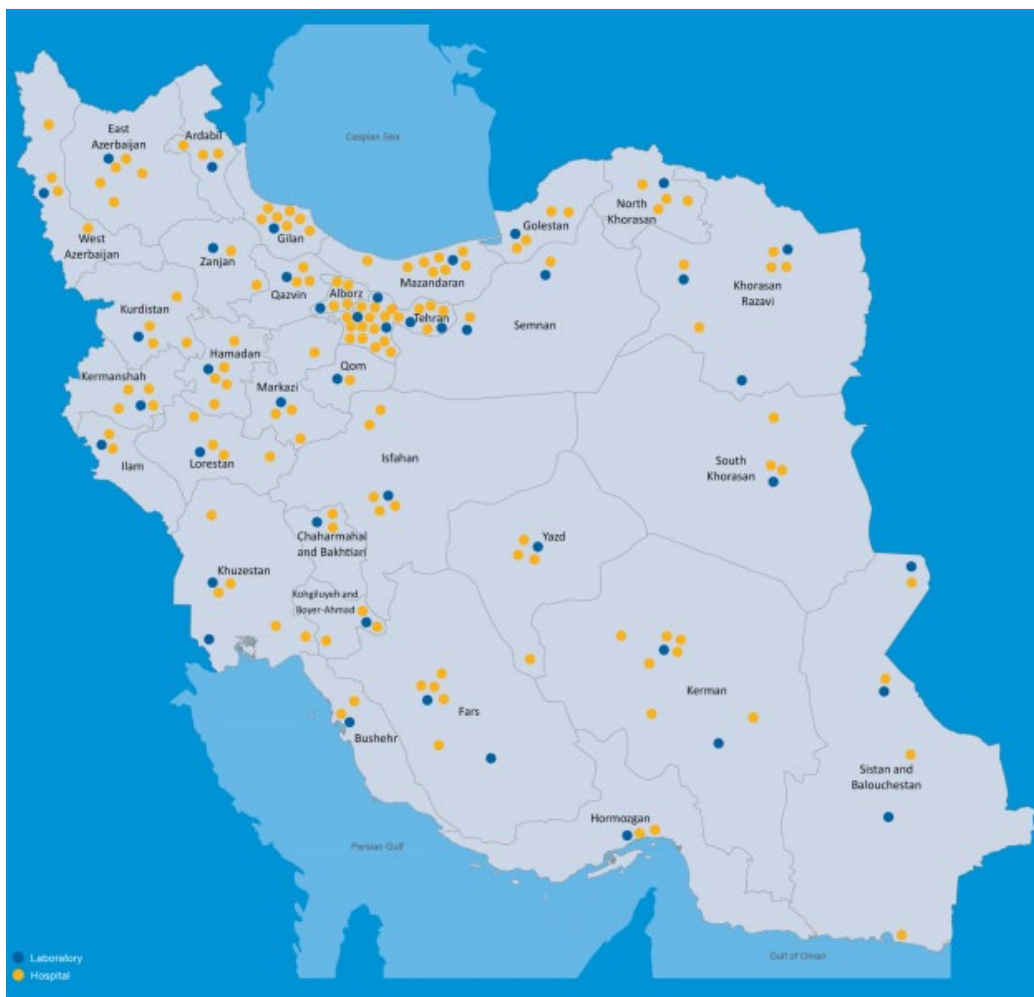 Caspian Sea
East
Azerbaijan
Ardabil
West
Azerbaijan
Zanjan
Gilan
Qazvin
Alborz
Mazandaran
Golestan
North
Khorasan
Khorasan
Razavi
Tehran
Semnan
Kurdistan
Hamadan
Kermanshah
Markazi
Qom
Ilam
Lorestan
Isfahan
South
Khorasan
Chaharmahal
and Bakhtiari
Yazd
Khuzestan
Kohgiluyeh and
Boyer-Ahmad
Fars
Kerman
Bushehr
Sistan and
Balouchestan
Hormozgan
Persian Gulf
Gulf of Oman
Laboratory
Hospital